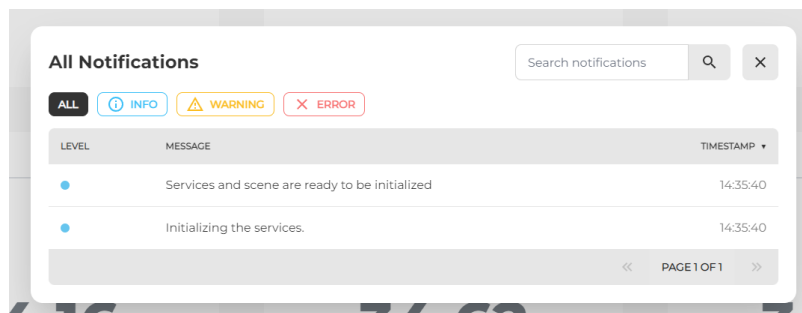 All Notifications
Search notifications
ALL INFO WARNING ERROR
LEVEL MESSAGE TIMESTAMP ▼
Services and scene are ready to be initialized 14:35:40
Initializing the services. 14:35:40
« PAGE 1 OF 1 »